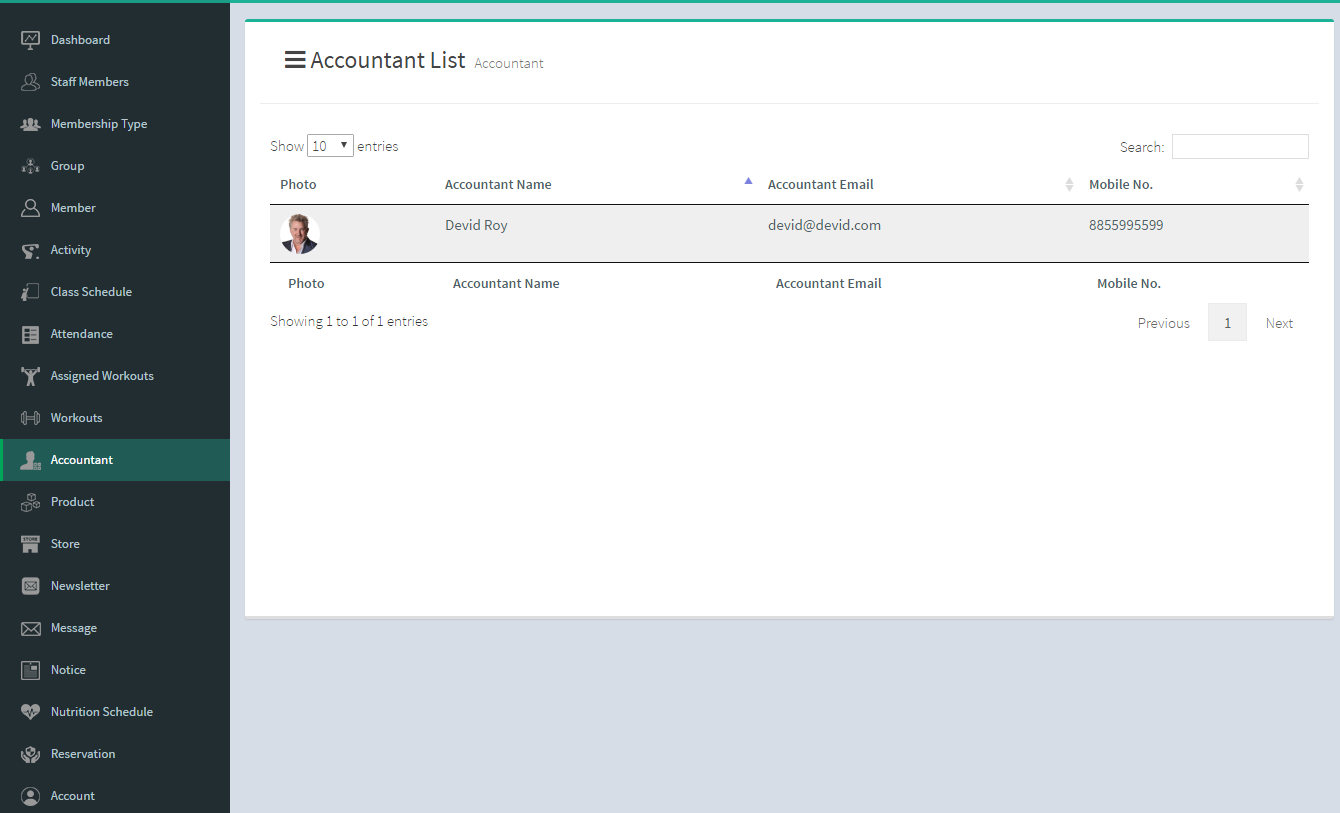 Dashboard
Staff Members
Membership Type
Group
Member
Activity
Class Schedule
Attendance
Assigned Workouts
Workouts
Accountant
Product
STORE
Store
Newsletter
Message
Notice
Nutrition Schedule
Reservation
Account
Accountant List Accountant
Show 10 entries Search:
Photo Accountant Name Accountant Email Mobile No.
Devid Roy devid@devid.com 8855995599
Photo Accountant Name Accountant Email Mobile No.
Showing 1 to 1 of 1 entries Previous 1 Next